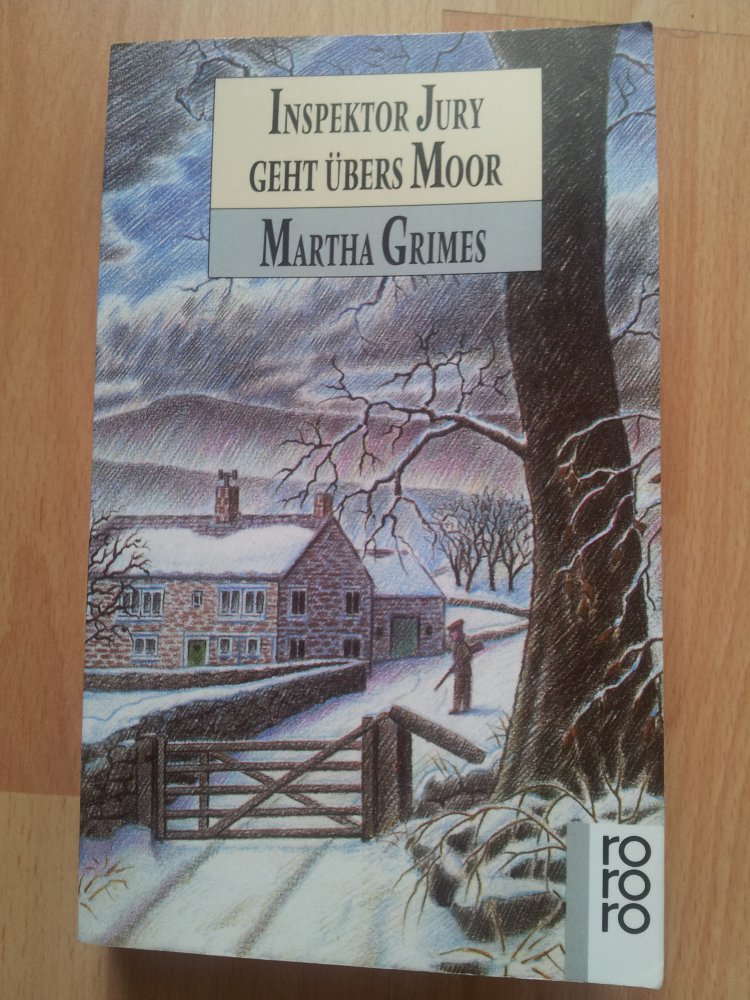 INSPEKTOR JURY
GEHT ÜBERS MOOR
MARTHA GRIMES
ro
ro
ro